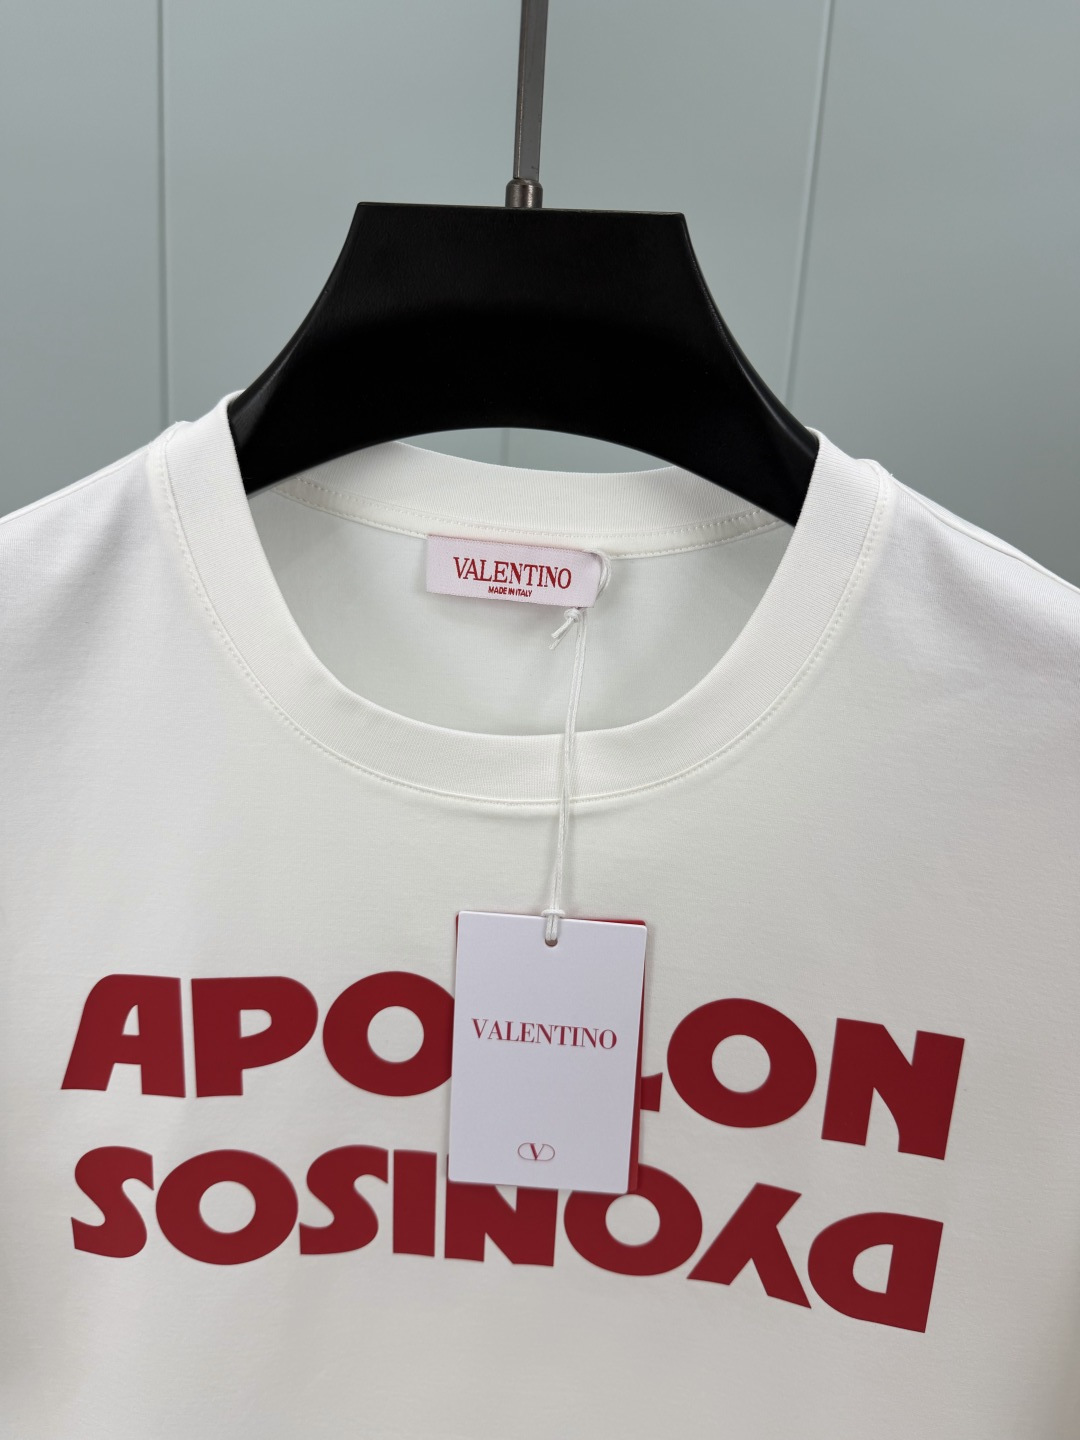 VALENTINO
MADE IN ITALY
VALENTINO
V
APOLLON
DYONISOS